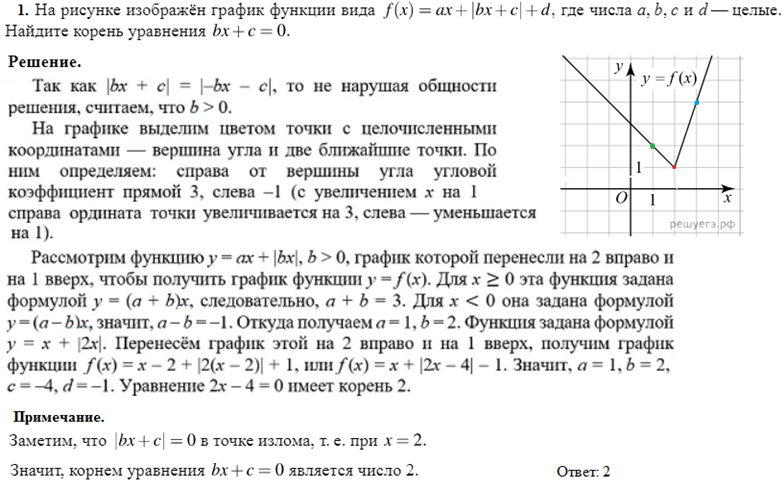 1. На рисунке изображён график функции вида f(x) = ax + |bx + c| + d, где числа a, b, c и d — целые.
Найдите корень уравнения bx + c = 0.
Решение.
Так как |bx + c| = |–bx – c|, то не нарушая общности
решения, считаем, что b > 0.
На графике выделим цветом точки с целочисленными
координатами — вершина угла и две ближайшие точки. По
ним определяем: справа от вершины угла угловой
коэффициент прямой 3, слева –1 (с увеличением x на 1
справа ордината точки увеличивается на 3, слева — уменьшается
на 1).
y
y = f(x)
1
O
1
x
решуегэ.рф
Рассмотрим функцию y = ax + |bx|, b > 0, график которой перенесли на 2 вправо и
на 1 вверх, чтобы получить график функции y = f(x). Для x ≥ 0 эта функция задана
формулой y = (a + b)x, следовательно, a + b = 3. Для x < 0 она задана формулой
y = (a – b)x, значит, a – b = –1. Откуда получаем a = 1, b = 2. Функция задана формулой
y = x + |2x|. Перенесём график этой на 2 вправо и на 1 вверх, получим график
функции f(x) = x – 2 + |2(x – 2)| + 1, или f(x) = x + |2x – 4| – 1. Значит, a = 1, b = 2,
c = –4, d = –1. Уравнение 2x – 4 = 0 имеет корень 2.
Примечание.
Заметим, что |bx + c| = 0 в точке излома, т. е. при x = 2.
Значит, корнем уравнения bx + c = 0 является число 2.
Ответ: 2